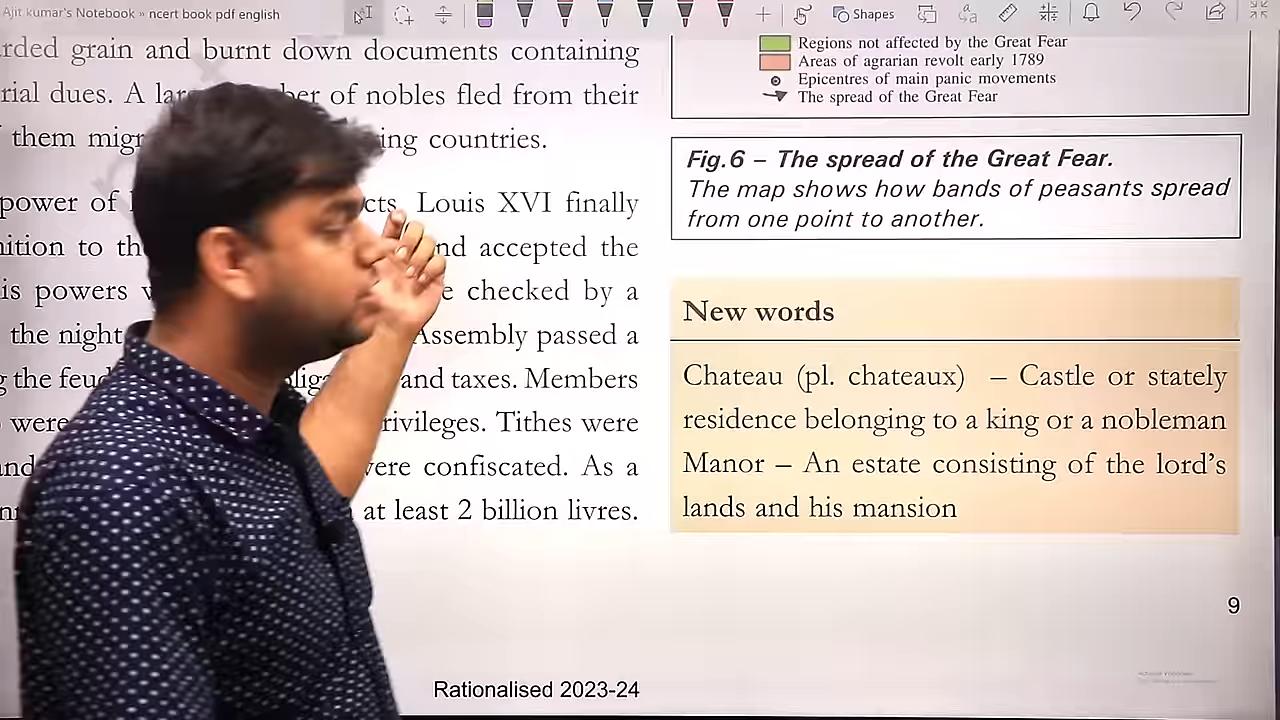 Ajit kumar's Notebook » ncert book pdf english
Shapes
rded grain and burnt down documents containing
rial dues. A large number of nobles fled from their
them migr ing countries.
power of cts, Louis XVI finally
nition to th nd accepted the
is powers w e checked by a
the night Assembly passed a
g the feud bliga and taxes. Members
were rivileges. Tithes were
and were confiscated. As a
at least 2 billion livres.
Regions not affected by the Great Fear
Areas of agrarian revolt early 1789
Epicentres of main panic movements
The spread of the Great Fear
Fig.6 – The spread of the Great Fear.
The map shows how bands of peasants spread
from one point to another.
New words
Chateau (pl. chateaux) – Castle or stately
residence belonging to a king or a nobleman
Manor – An estate consisting of the lord's
lands and his mansion
9
Rationalised 2023-24